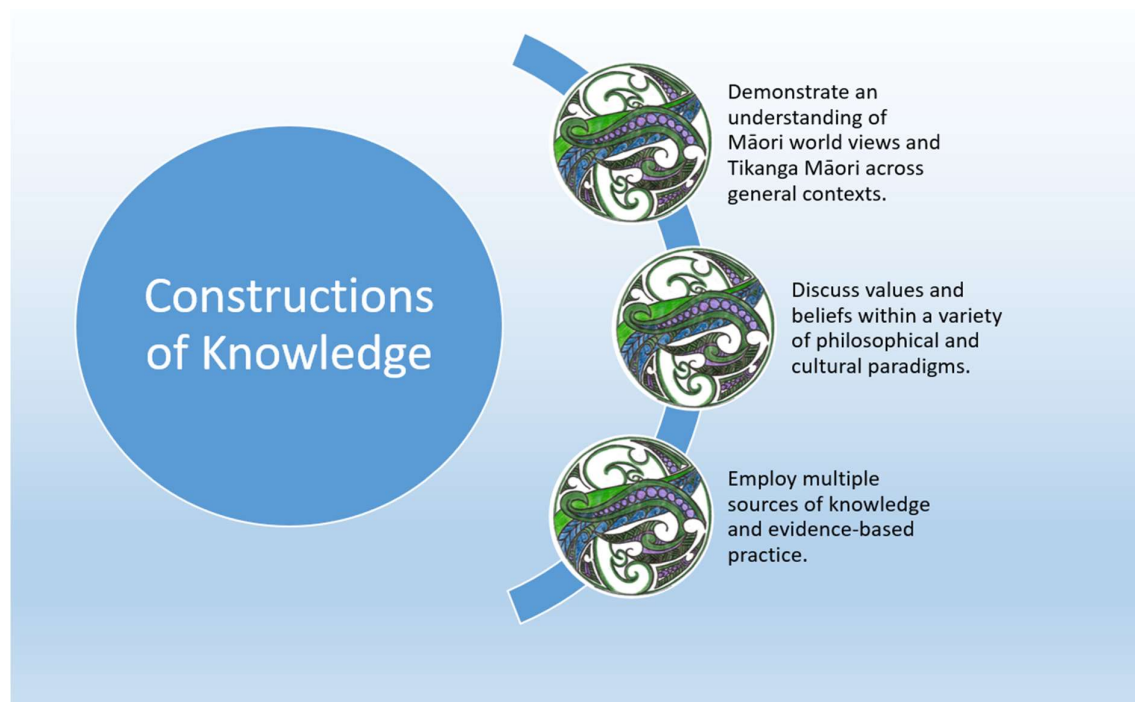 Constructions
of Knowledge
Demonstrate an
understanding of
Māori world views and
Tikanga Māori across
general contexts.
Discuss values and
beliefs within a variety
of philosophical and
cultural paradigms.
Employ multiple
sources of knowledge
and evidence-based
practice.